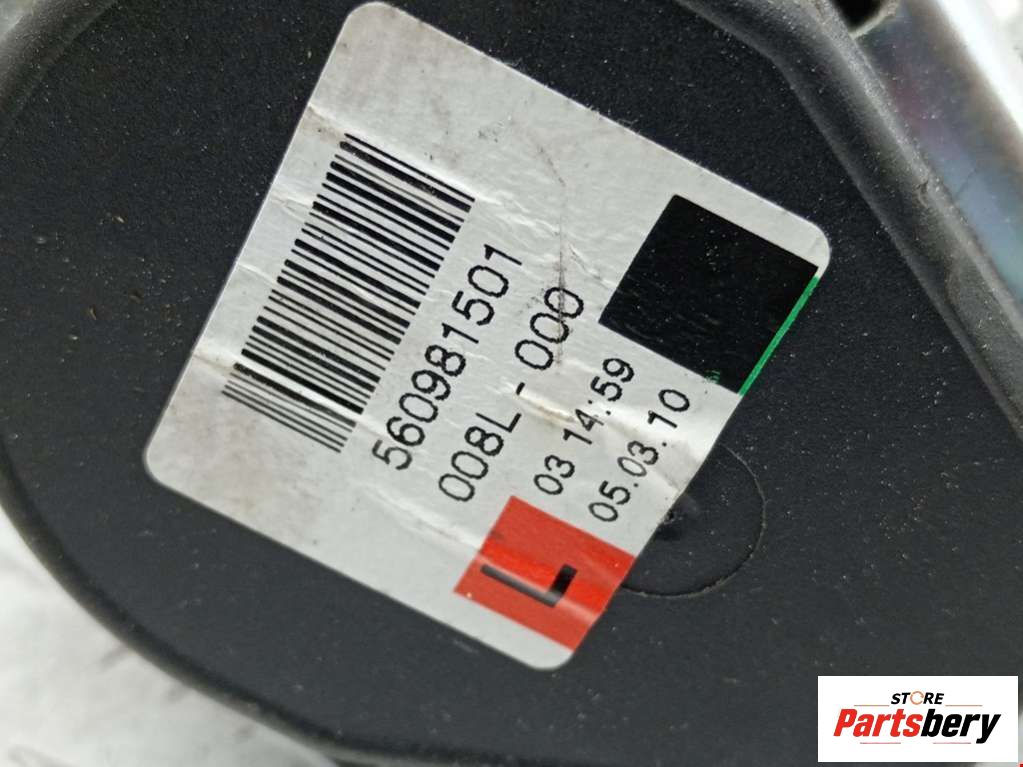 560981501
008L - 000
03 14:59
05.03.10
L
STORE
Partsbery